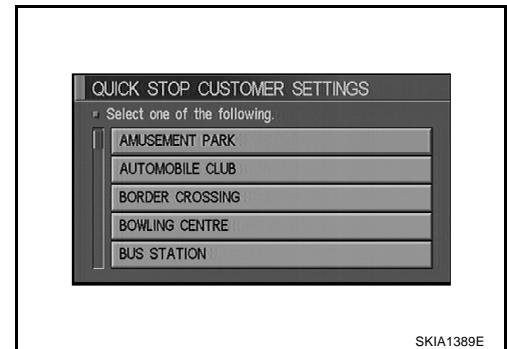 QUICK STOP CUSTOMER SETTINGS
Select one of the following.
AMUSEMENT PARK
AUTOMOBILE CLUB
BORDER CROSSING
BOWLING CENTRE
BUS STATION
SKIA1389E